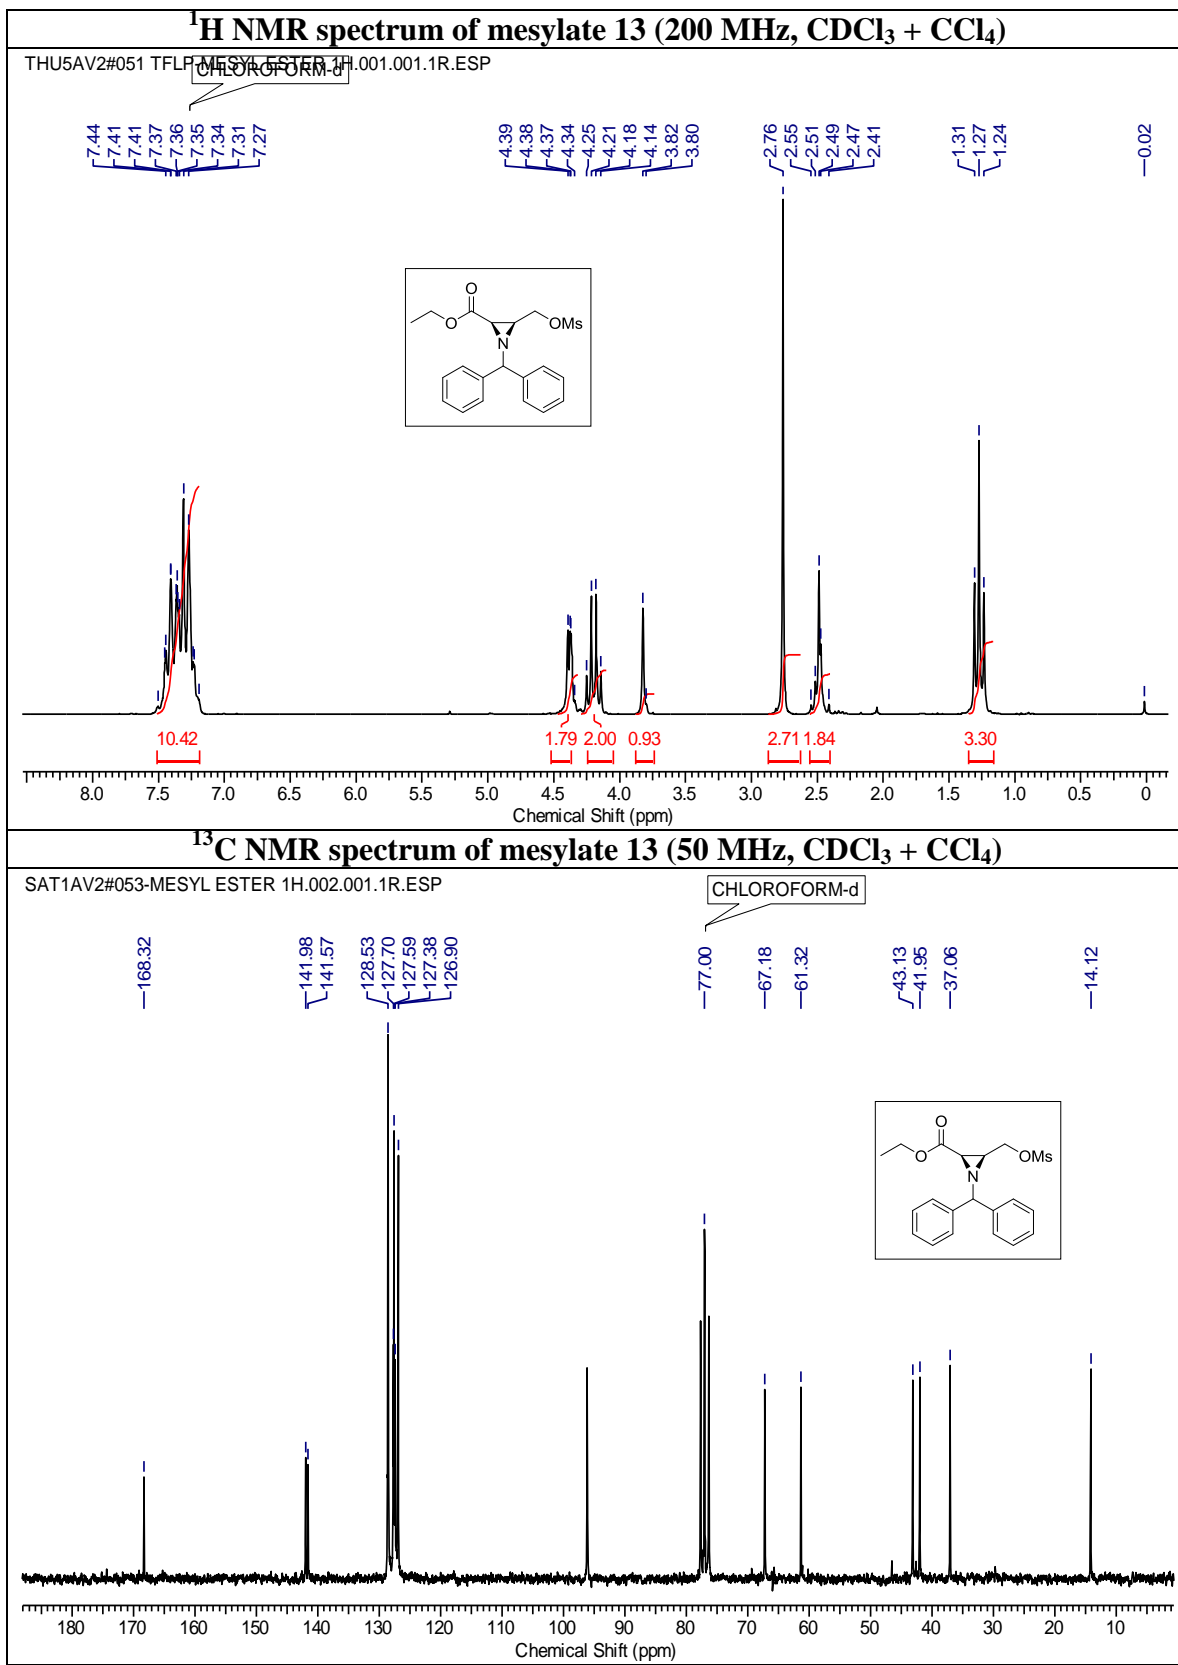 ¹H NMR spectrum of mesylate 13 (200 MHz, CDCl₃ + CCl₄)
THU5AV2#051 TFLP-MESYL ESTER 1H.001.001.1R.ESP
CHLOROFORM-d
7.44 7.41 7.41 7.37 7.36 7.35 7.34 7.31 7.27 4.39 4.38 4.37 4.34 4.25 4.21 4.18 4.14 3.82 3.80 2.76 2.55 2.51 2.49 2.47 2.41 1.31 1.27 1.24 0.02
O
O OMs
N
10.42 1.79 2.00 0.93 2.71 1.84 3.30
8.0 7.5 7.0 6.5 6.0 5.5 5.0 4.5 4.0 3.5 3.0 2.5 2.0 1.5 1.0 0.5 0
Chemical Shift (ppm)
¹³C NMR spectrum of mesylate 13 (50 MHz, CDCl₃ + CCl₄)
SAT1AV2#053-MESYL ESTER 1H.002.001.1R.ESP
CHLOROFORM-d
168.32 141.98 141.57 128.53 127.70 127.59 127.38 126.90 77.00 67.18 61.32 43.13 41.95 37.06 14.12
O
O OMs
N
180 170 160 150 140 130 120 110 100 90 80 70 60 50 40 30 20 10
Chemical Shift (ppm)